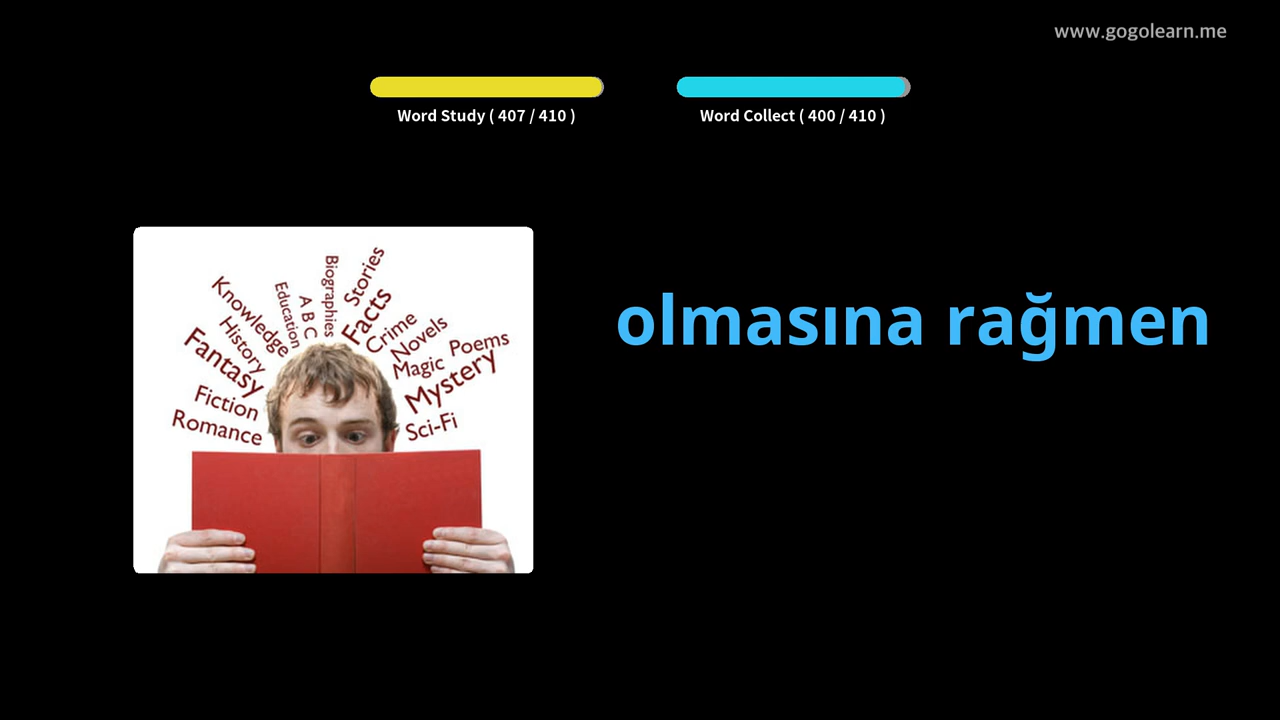 www.gogolearn.me
Word Study ( 407 / 410 )
Word Collect ( 400 / 410 )
olmasına rağmen
Knowledge
History
Fantasy
Fiction
Romance
Education
A B C
Biographies
Stories
Facts
Crime
Novels
Magic
Poems
Mystery
Sci-Fi